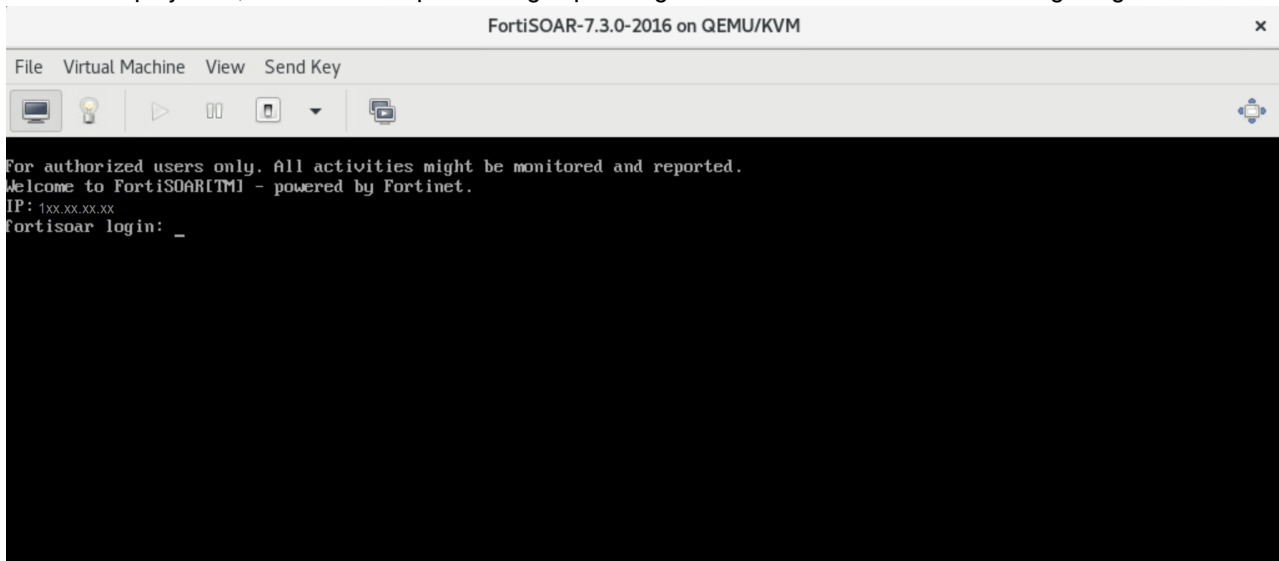 FortiSOAR-7.3.0-2016 on QEMU/KVM
File Virtual Machine View Send Key
For authorized users only. All activities might be monitored and reported.
Welcome to FortiSOAR[TM] - powered by Fortinet.
IP: 1xx.xx.xx.xx
fortisoar login: _